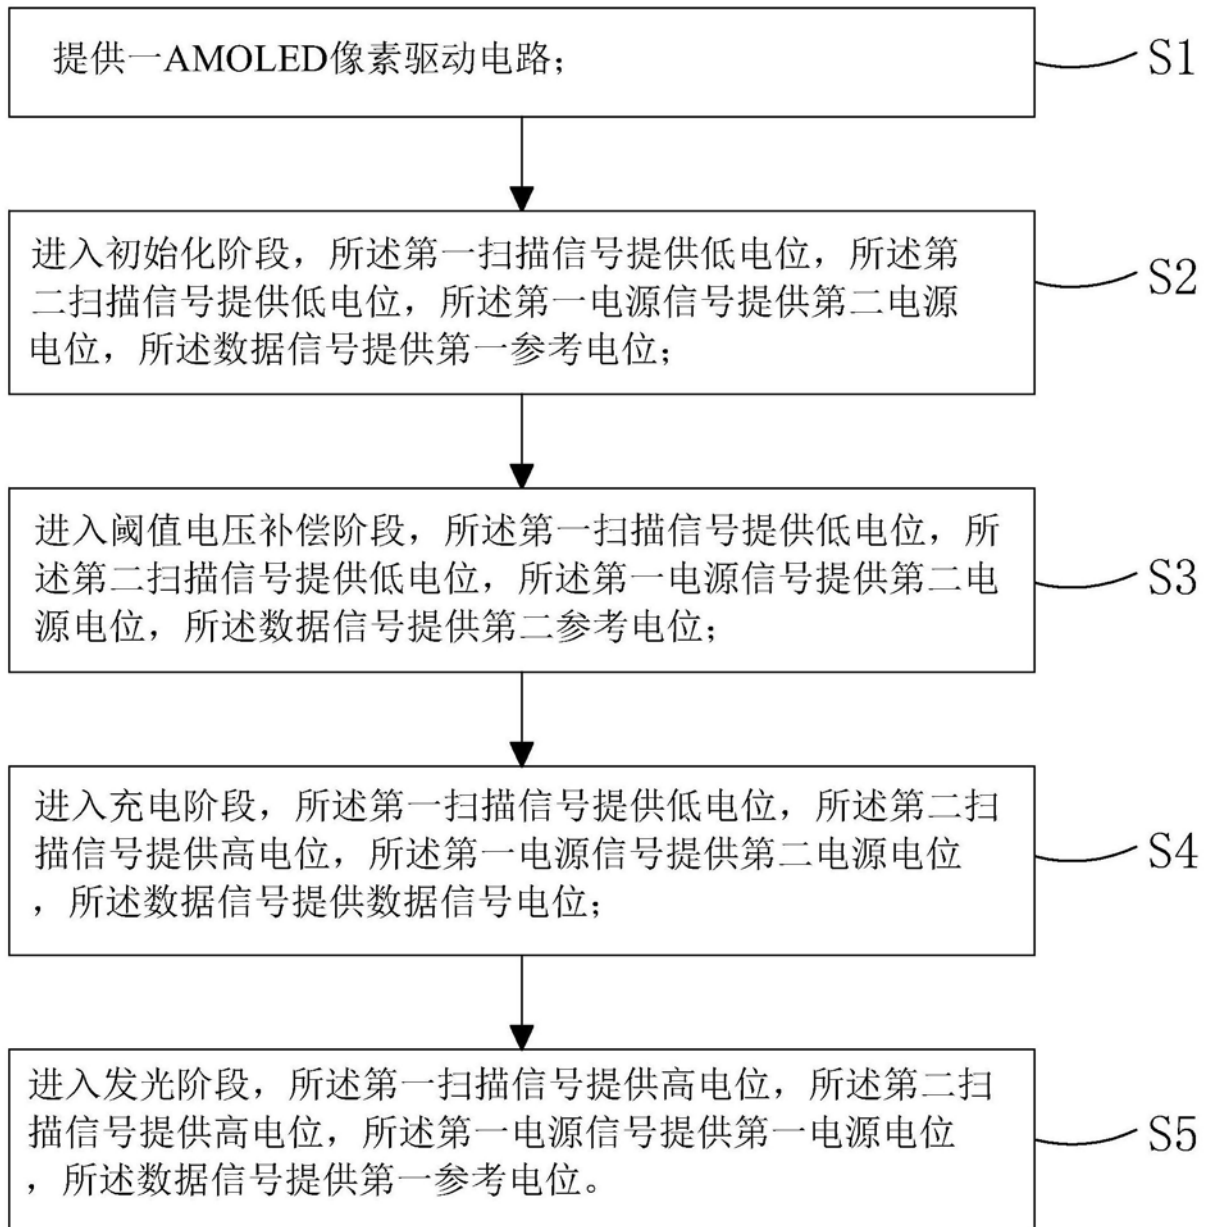 提供一AMOLED像素驱动电路；
S1
进入初始化阶段，所述第一扫描信号提供低电位，所述第
二扫描信号提供低电位，所述第一电源信号提供第二电源
电位，所述数据信号提供第一参考电位；
S2
进入阈值电压补偿阶段，所述第一扫描信号提供低电位，所
述第二扫描信号提供低电位，所述第一电源信号提供第二电
源电位，所述数据信号提供第二参考电位；
S3
进入充电阶段，所述第一扫描信号提供低电位，所述第二扫
描信号提供高电位，所述第一电源信号提供第二电源电位
，所述数据信号提供数据信号电位；
S4
进入发光阶段，所述第一扫描信号提供高电位，所述第二扫
描信号提供高电位，所述第一电源信号提供第一电源电位
，所述数据信号提供第一参考电位。
S5